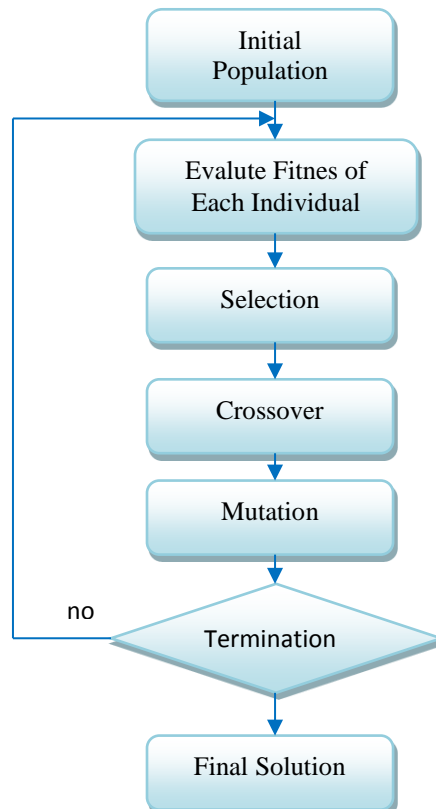 Initial
Population
Evalute Fitnes of
Each Individual
Selection
Crossover
Mutation
no
Termination
Final Solution